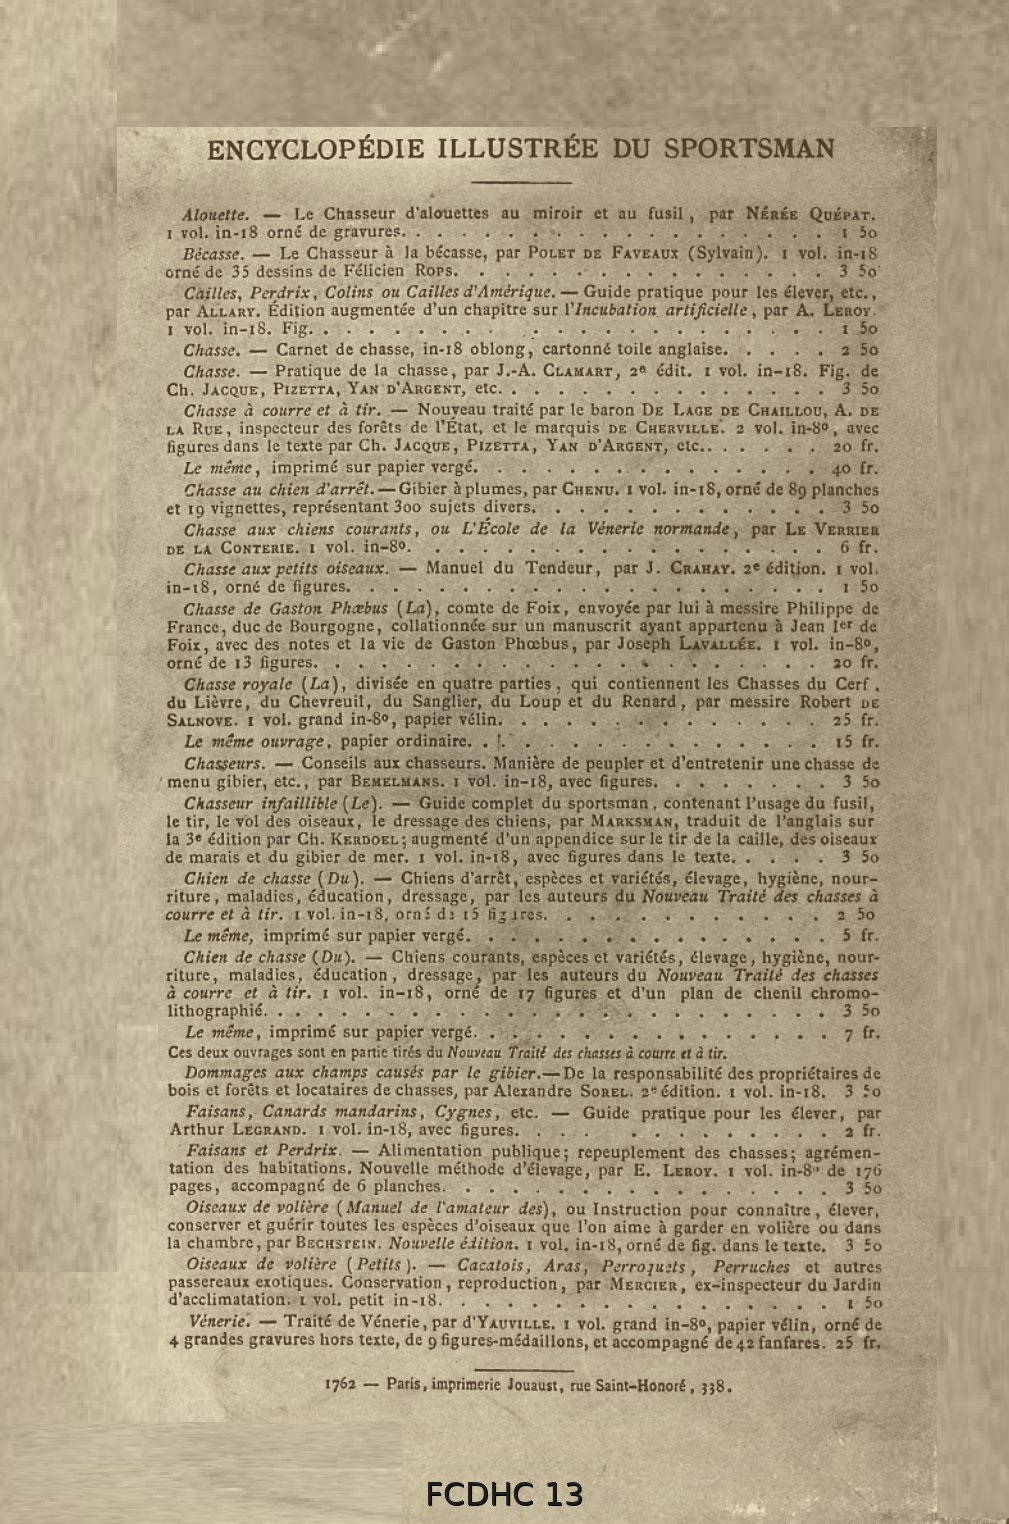 ENCYCLOPÉDIE ILLUSTRÉE DU SPORTSMAN
Alouette. — Le Chasseur d'alouettes au miroir et au fusil, par NÉRÉE QUÉPAT.
1 vol. in-18 orné de gravures. . . . . . . . . . . . . . . . . . . 1 50
Bécasse. — Le Chasseur à la bécasse, par POLET DE FAVEAUX (Sylvain). 1 vol. in-18
orné de 35 dessins de Félicien ROPS. . . . . . . . . . . . . . . . 3 50
Cailles, Perdrix, Colins ou Cailles d'Amérique. — Guide pratique pour les élever, etc.,
par ALLARY. Édition augmentée d'un chapitre sur l'Incubation artificielle, par A. LEROY.
1 vol. in-18. Fig. . . . . . . . . . . . . . . . . . . . . . . 1 50
Chasse. — Carnet de chasse, in-18 oblong, cartonné toile anglaise. . . . . . 2 50
Chasse. — Pratique de la chasse, par J.-A. CLAMART, 2e édit. 1 vol. in-18. Fig. de
Ch. JACQUE, PIZETTA, YAN D'ARGENT, etc. . . . . . . . . . . . . . . 3 50
Chasse à courre et à tir. — Nouveau traité par le baron DE LAGE DE CHAILLOU, A. DE
LA RUE, inspecteur des forêts de l'État, et le marquis DE CHERVILLE. 2 vol. in-8o, avec
figures dans le texte par Ch. JACQUE, PIZETTA, YAN D'ARGENT, etc. . . . . . . 20 fr.
Le même, imprimé sur papier vergé. . . . . . . . . . . . . . . . 40 fr.
Chasse au chien d'arrêt. — Gibier à plumes, par CHENU. 1 vol. in-18, orné de 89 planches
et 19 vignettes, représentant 300 sujets divers. . . . . . . . . . . . . 3 50
Chasse aux chiens courants, ou L'École de la Vénerie normande, par LE VERRIER
DE LA CONTERIE. 1 vol. in-8o. . . . . . . . . . . . . . . . . . . 6 fr.
Chasse aux petits oiseaux. — Manuel du Tendeur, par J. CRAHAY. 2e édition. 1 vol.
in-18, orné de figures. . . . . . . . . . . . . . . . . . . . . 1 50
Chasse de Gaston Phœbus (La), comte de Foix, envoyée par lui à messire Philippe de
France, duc de Bourgogne, collationnée sur un manuscrit ayant appartenu à Jean Ier de
Foix, avec des notes et la vie de Gaston Phœbus, par Joseph LAVALLÉE. 1 vol. in-8o,
orné de 13 figures. . . . . . . . . . . . . . . . . . . . . . 20 fr.
Chasse royale (La), divisée en quatre parties, qui contiennent les Chasses du Cerf,
du Lièvre, du Chevreuil, du Sanglier, du Loup et du Renard, par messire Robert DE
SALNOVE. 1 vol. grand in-8o, papier vélin. . . . . . . . . . . . . . . 25 fr.
Le même ouvrage, papier ordinaire. . . . . . . . . . . . . . . . 15 fr.
Chasseurs. — Conseils aux chasseurs. Manière de peupler et d'entretenir une chasse de
menu gibier, etc., par BEMELMANS. 1 vol. in-18, avec figures. . . . . . . . 3 50
Chasseur infaillible (Le). — Guide complet du sportsman, contenant l'usage du fusil,
le tir, le vol des oiseaux, le dressage des chiens, par MARKSMAN, traduit de l'anglais sur
la 3e édition par Ch. KERDOEL; augmenté d'un appendice sur le tir de la caille, des oiseaux
de marais et du gibier de mer. 1 vol. in-18, avec figures dans le texte. . . . . 3 50
Chien de chasse (Du). — Chiens d'arrêt, espèces et variétés, élevage, hygiène, nour-
riture, maladies, éducation, dressage, par les auteurs du Nouveau Traité des chasses à
courre et à tir. 1 vol. in-18, orné de 15 figures. . . . . . . . . . . . 2 50
Le même, imprimé sur papier vergé. . . . . . . . . . . . . . . . 5 fr.
Chien de chasse (Du). — Chiens courants, espèces et variétés, élevage, hygiène, nour-
riture, maladies, éducation, dressage, par les auteurs du Nouveau Traité des chasses
à courre et à tir. 1 vol. in-18, orné de 17 figures et d'un plan de chenil chromo-
lithographié. . . . . . . . . . . . . . . . . . . . . . . . 3 50
Le même, imprimé sur papier vergé. . . . . . . . . . . . . . . . 7 fr.
Ces deux ouvrages sont en partie tirés du Nouveau Traité des chasses à courre et à tir.
Dommages aux champs causés par le gibier. — De la responsabilité des propriétaires de
bois et forêts et locataires de chasses, par Alexandre SOREL. 2e édition. 1 vol. in-18. 3 50
Faisans, Canards mandarins, Cygnes, etc. — Guide pratique pour les élever, par
Arthur LEGRAND. 1 vol. in-18, avec figures. . . . . . . . . . . . . . 2 fr.
Faisans et Perdrix. — Alimentation publique; repeuplement des chasses; agrémen-
tation des habitations. Nouvelle méthode d'élevage, par E. LEROY. 1 vol. in-8o de 176
pages, accompagné de 6 planches. . . . . . . . . . . . . . . . . 3 50
Oiseaux de volière (Manuel de l'amateur des), ou Instruction pour connaître, élever,
conserver et guérir toutes les espèces d'oiseaux que l'on aime à garder en volière ou dans
la chambre, par BECHSTEIN. Nouvelle édition. 1 vol. in-18, orné de fig. dans le texte. 3 50
Oiseaux de volière (Petits). — Cacatois, Aras, Perroquets, Perruches et autres
passereaux exotiques. Conservation, reproduction, par MERCIER, ex-inspecteur du Jardin
d'acclimatation. 1 vol. petit in-18. . . . . . . . . . . . . . . . . 1 50
Vénerie. — Traité de Vénerie, par d'YAUVILLE. 1 vol. grand in-8o, papier vélin, orné de
4 grandes gravures hors texte, de 9 figures-médaillons, et accompagné de 42 fanfares. 25 fr.
1762 — Paris, imprimerie Jouaust, rue Saint-Honoré, 338.
FCDHC 13